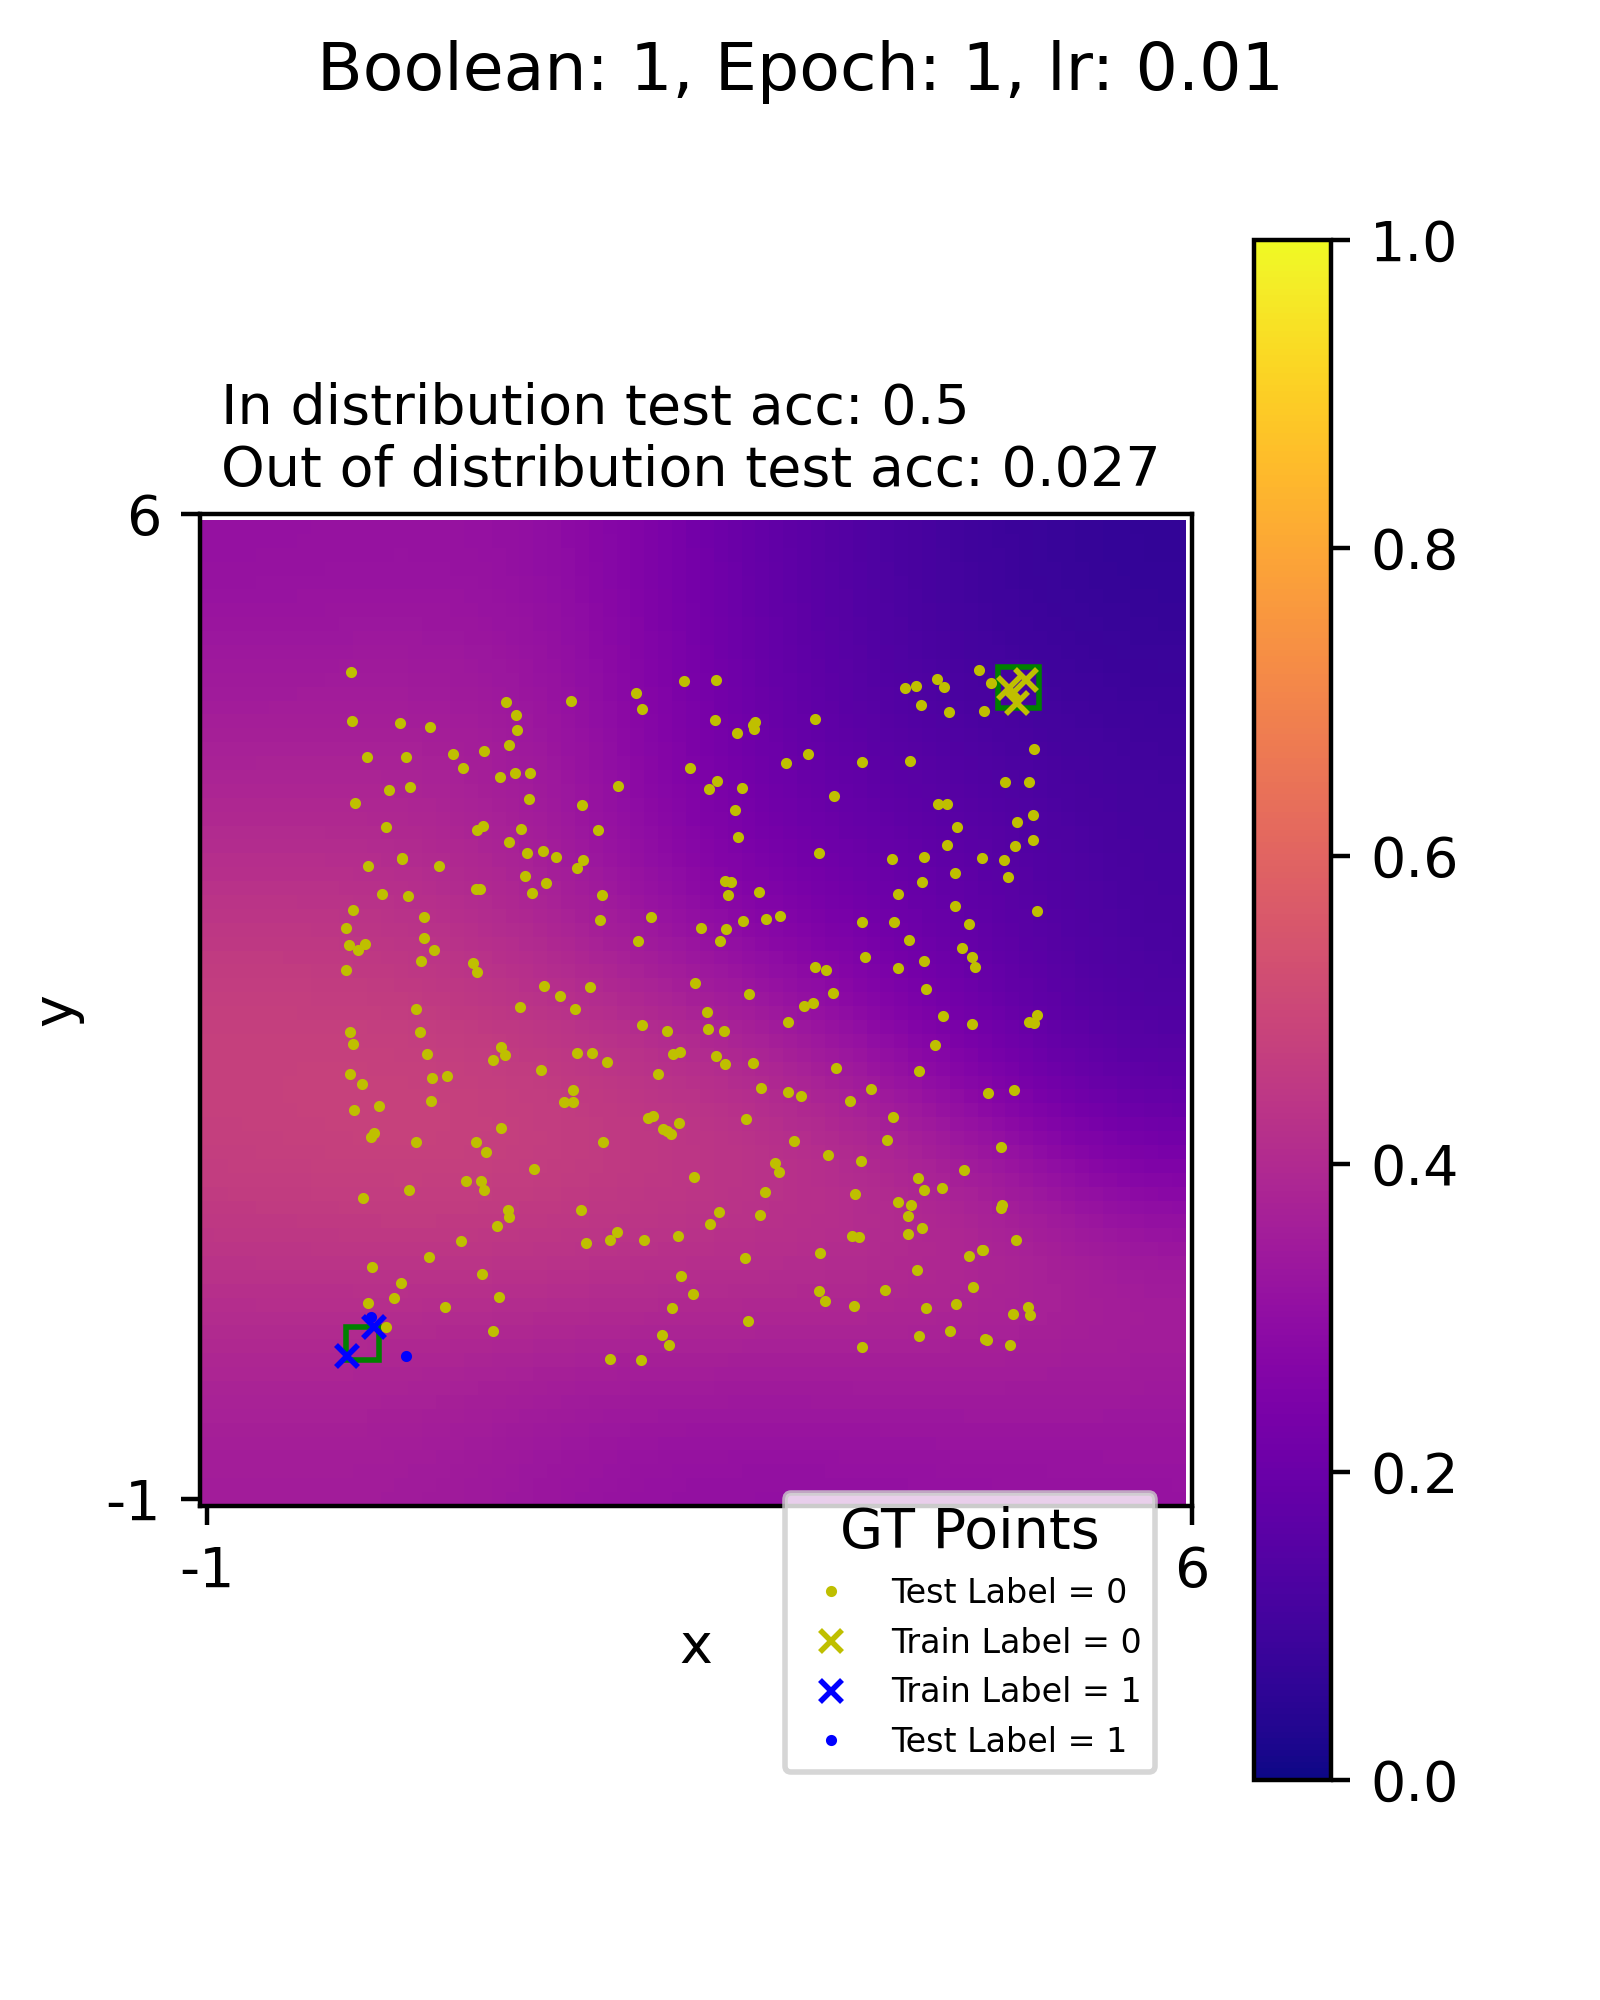 Boolean: 1, Epoch: 1, lr: 0.01
In distribution test acc: 0.5
Out of distribution test acc: 0.027
6
y
-1
-1
6
x
GT Points
Test Label = 0
Train Label = 0
Train Label = 1
Test Label = 1
1.0
0.8
0.6
0.4
0.2
0.0